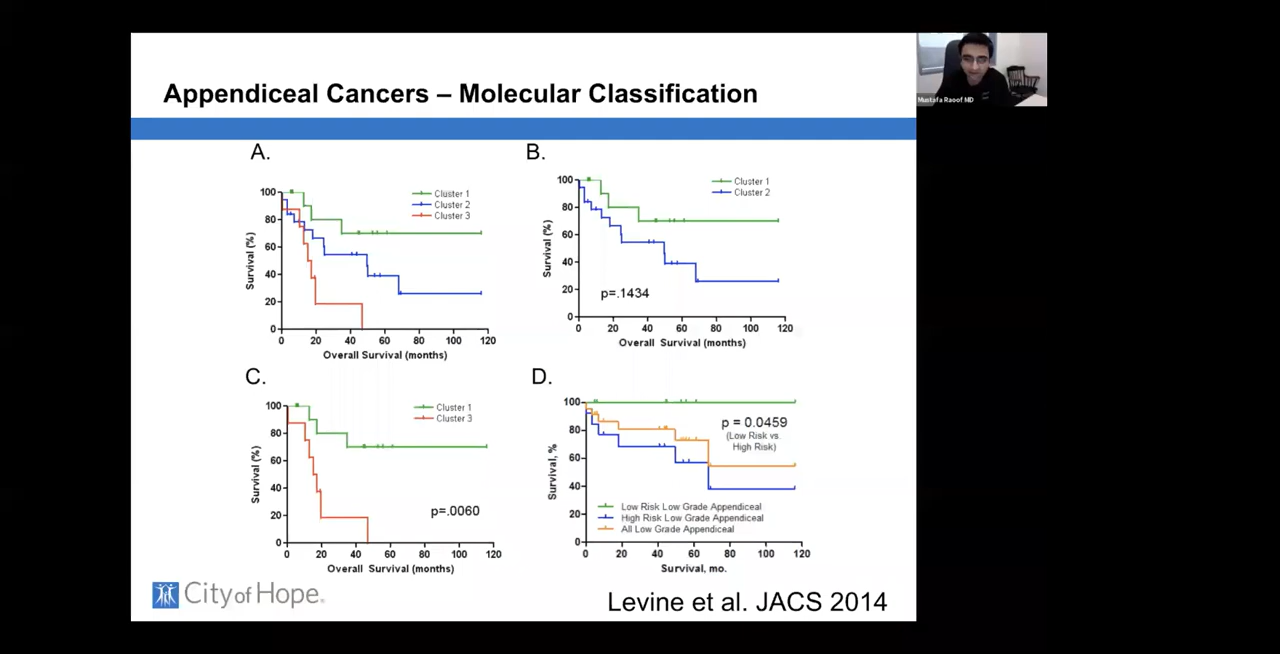 Appendiceal Cancers – Molecular Classification
Mustafa Raoof MD
A.
100
80
60
40
20
0
Survival (%)
Cluster 1
Cluster 2
Cluster 3
0 20 40 60 80 100 120
Overall Survival (months)
B.
100
80
60
40
20
0
Survival (%)
Cluster 1
Cluster 2
p=.1434
0 20 40 60 80 100 120
Overall Survival (months)
C.
100
80
60
40
20
0
Survival (%)
Cluster 1
Cluster 3
p=.0060
0 20 40 60 80 100 120
Overall Survival (months)
D.
100
80
60
40
20
0
Survival, %
p = 0.0459
(Low Risk vs.
High Risk)
Low Risk Low Grade Appendiceal
High Risk Low Grade Appendiceal
All Low Grade Appendiceal
0 20 40 60 80 100 120
Survival, mo.
City of Hope®
Levine et al. JACS 2014